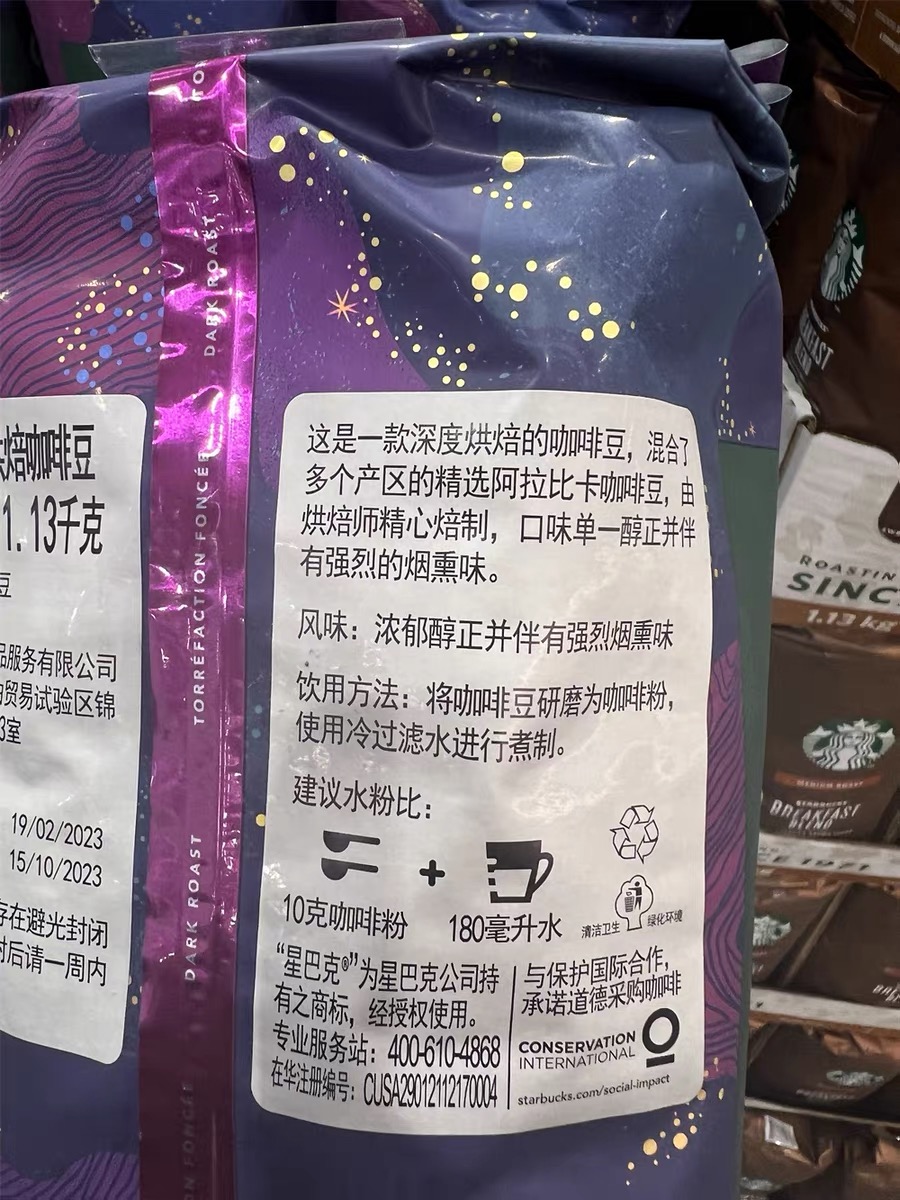 焙咖啡豆
1.13千克
豆
品服务有限公司
贸易试验区锦
3室
19/02/2023
15/10/2023
存在避光封闭
封后请一周内
DARK ROAST
TORRÉFACTION FONCÉE
DARK ROAST
这是一款深度烘焙的咖啡豆，混合了
多个产区的精选阿拉比卡咖啡豆，由
烘焙师精心焙制，口味单一醇正并伴
有强烈的烟熏味。
风味：浓郁醇正并伴有强烈烟熏味
饮用方法：将咖啡豆研磨为咖啡粉，
使用冷过滤水进行煮制。
建议水粉比：
+
10克咖啡粉
180毫升水
清洁卫生
绿化环境
“星巴克®”为星巴克公司持
有之商标，经授权使用。
专业服务站：400-610-4868
在华注册编号：CUSA29012112170004
与保护国际合作，
承诺道德采购咖啡
CONSERVATION
INTERNATIONAL
starbucks.com/social-impact
ROASTIN
SINC
1.13 kg
STARBUCKS
MEDIUM ROAST
STARBUCKS
BREAKFAST
BLEND
E 1971